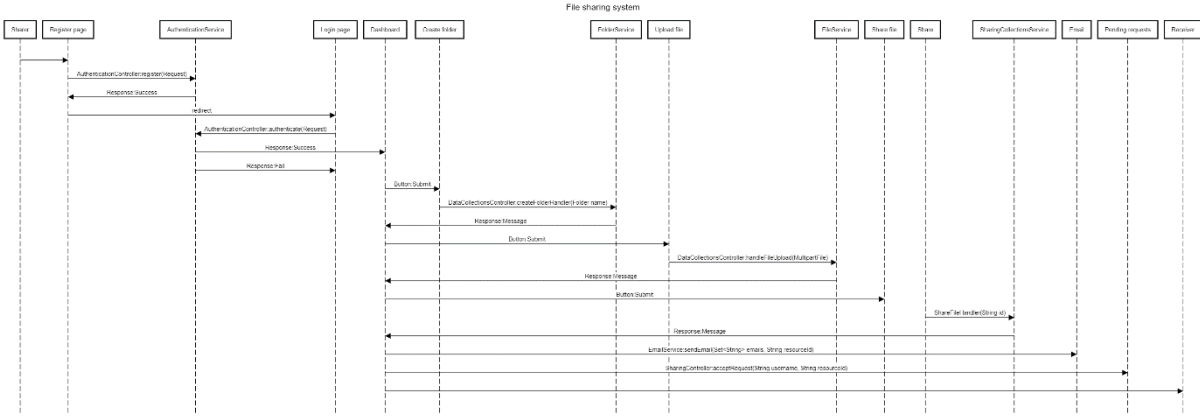 File sharing system
Sharer
Register page
AuthenticationService
Login page
Dashboard
Create folder
FolderService
Upload file
FileService
Share file
Share
SharingCollectionsService
Email
Pending requests
Receiver
AuthenticationController:register(Request)
Response:Success
redirect
AuthenticationController:authenticate(Request)
Response:Success
Response:Fail
Button:Submit
DataCollectionsController:createFolderHandler(Folder name)
Response:Message
Button:Submit
DataCollectionsController:handleFileUpload(MultipartFile)
Response:Message
Button:Submit
ShareFileHandler(String id)
Response:Message
EmailService:sendEmail(Set<String> emails, String resourceId)
SharingController:acceptRequest(String username, String resourceId)